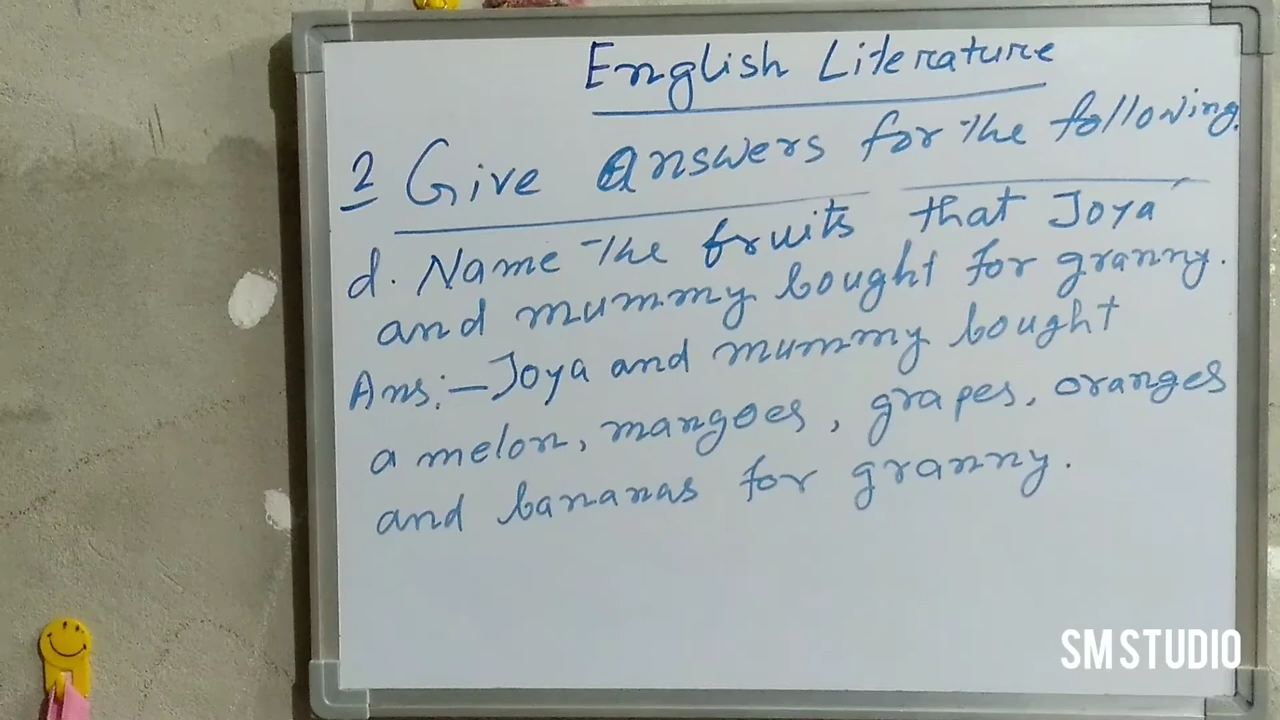 English Literature
2 Give Answers for the following.
d. Name the fruits that Joya
and mummy bought for granny.
Ans:- Joya and mummy bought
a melon, mangoes, grapes, oranges
and bananas for granny.
SM STUDIO